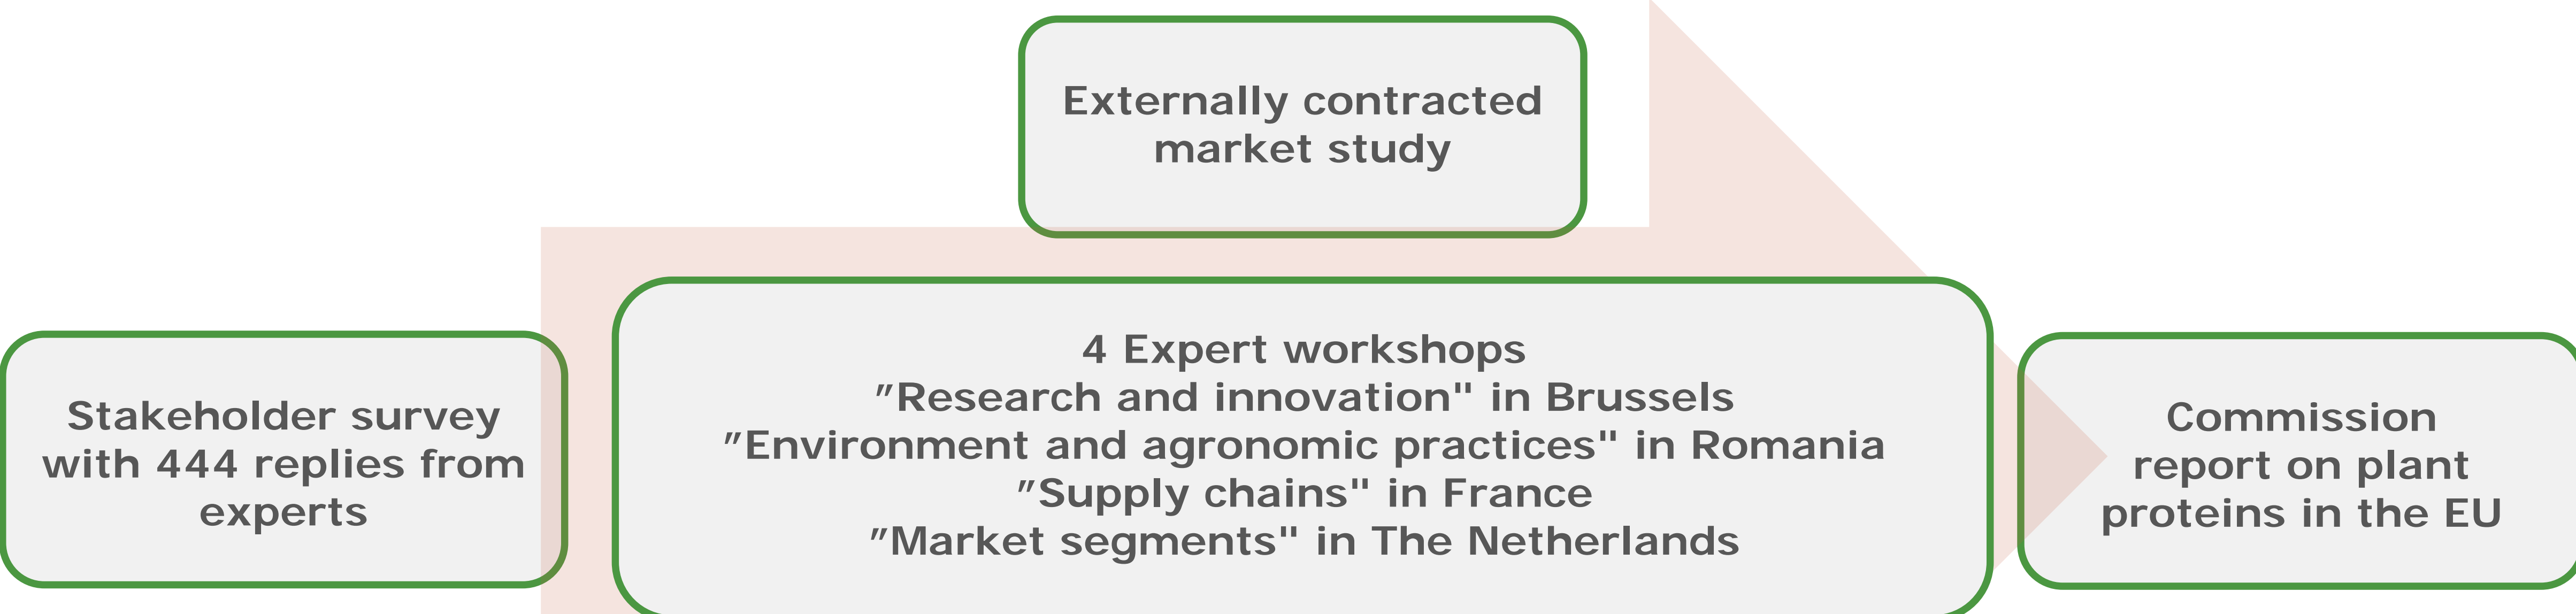 Externally contracted
market study
Stakeholder survey
with 444 replies from
experts
4 Expert workshops
"Research and innovation" in Brussels
"Environment and agronomic practices" in Romania
"Supply chains" in France
"Market segments" in The Netherlands
Commission
report on plant
proteins in the EU